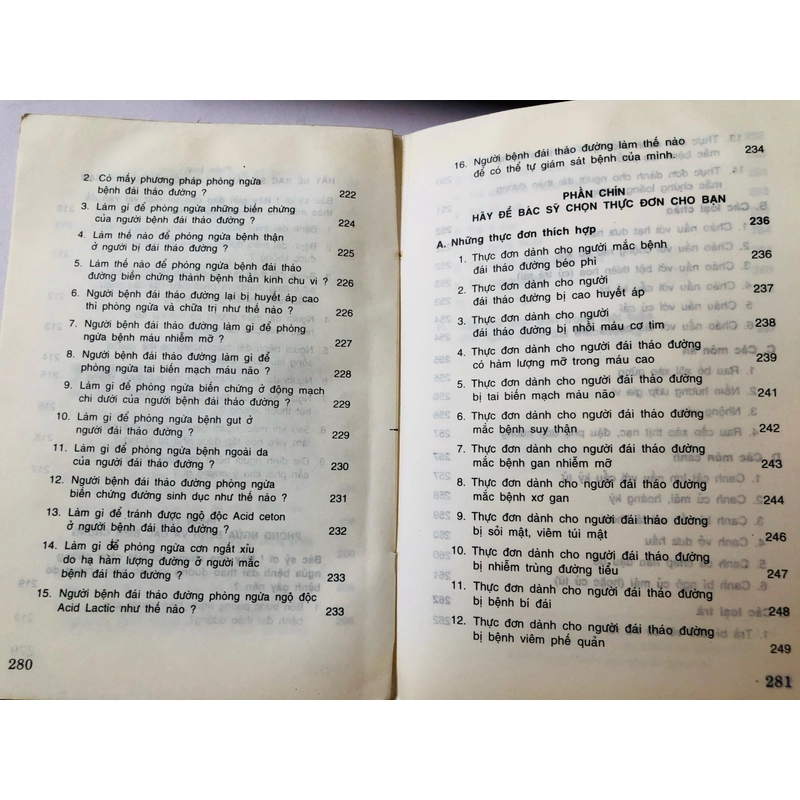 2. Có mấy phương pháp phòng ngừa
bệnh đái tháo đường ? 222
3. Làm gì để phòng ngừa những biến chứng
của người bệnh đái tháo đường ? 224
4. Làm thế nào để phòng ngừa bệnh thận
ở người bị đái tháo đường ? 225
5. Làm thế nào để phòng ngừa bệnh đái tháo
đường biến chứng thành bệnh thần kinh chu vi ? 226
6. Người bệnh đái tháo đường lại bị huyết áp cao
thì phòng ngừa và chữa trị như thế nào ? 226
7. Người bệnh đái tháo đường làm gì để phòng
ngừa bệnh máu nhiễm mỡ ? 227
8. Người bệnh đái tháo đường làm gì để
phòng ngừa tai biến mạch máu não ? 228
9. Làm gì để phòng ngừa biến chứng ở động mạch
chi dưới của người bệnh đái tháo đường ? 229
10. Làm gì để phòng ngừa bệnh gut ở
người đái tháo đường ? 229
11. Làm gì để phòng ngừa bệnh ngoài da
của người đái tháo đường ? 230
12. Người bệnh đái tháo đường phòng ngừa
biến chứng đường sinh dục như thế nào ? 231
13. Làm gì để tránh được ngộ độc Acid ceton
ở người bệnh đái tháo đường ? 232
14. Làm gì để phòng ngừa cơn ngất xỉu
do hạ hàm lượng đường ở người mắc
bệnh đái tháo đường ? 233
15. Người bệnh đái tháo đường phòng ngừa ngộ độc
Acid Lactic như thế nào ? 233
280
16. Người bệnh đái tháo đường làm thế nào
để có thể tự giám sát bệnh của mình. 234
PHẦN CHÍN
HÃY ĐỂ BÁC SỸ CHỌN THỰC ĐƠN CHO BẠN
A. Những thực đơn thích hợp 236
1. Thực đơn dành cho người mắc bệnh
đái tháo đường béo phì 236
2. Thực đơn dành cho người
đái tháo đường bị cao huyết áp 237
3. Thực đơn dành cho người
đái tháo đường bị nhồi máu cơ tim 238
4. Thực đơn dành cho người đái tháo đường
có hàm lượng mỡ trong máu cao 239
5. Thực đơn dành cho người đái tháo đường
bị tai biến mạch máu não 241
6. Thực đơn dành cho người đái tháo đường
mắc bệnh suy thận 242
7. Thực đơn dành cho người đái tháo đường
mắc bệnh gan nhiễm mỡ 243
8. Thực đơn dành cho người đái tháo đường
mắc bệnh xơ gan 244
9. Thực đơn dành cho người đái tháo đường
bị sỏi mật, viêm túi mật 246
10. Thực đơn dành cho người đái tháo đường
bị nhiễm trùng đường tiểu 247
11. Thực đơn dành cho người đái tháo đường
bị bệnh bí đái 248
12. Thực đơn dành cho người đái tháo đường
bị bệnh viêm phế quản 249
281